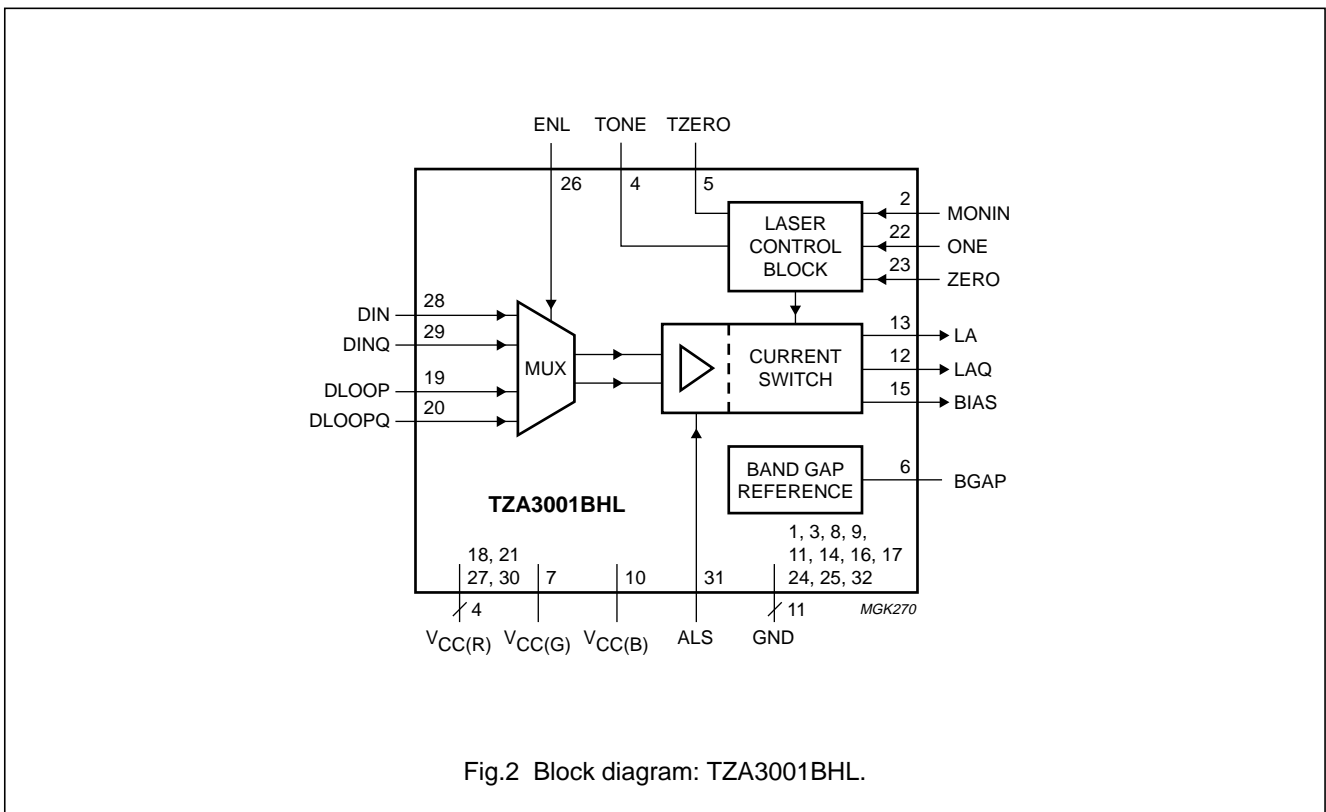 ENL TONE TZERO
26 4 5
2 MONIN
LASER
CONTROL
BLOCK
22 ONE
23 ZERO
DIN 28
DINQ 29
DLOOP 19
DLOOPQ 20
MUX
CURRENT
SWITCH
13 LA
12 LAQ
15 BIAS
BAND GAP
REFERENCE
6 BGAP
TZA3001BHL
18, 21
27, 30
7
10
31
1, 3, 8, 9,
11, 14, 16, 17
24, 25, 32
4
11
MGK270
VCC(R) VCC(G) VCC(B) ALS GND
Fig.2 Block diagram: TZA3001BHL.